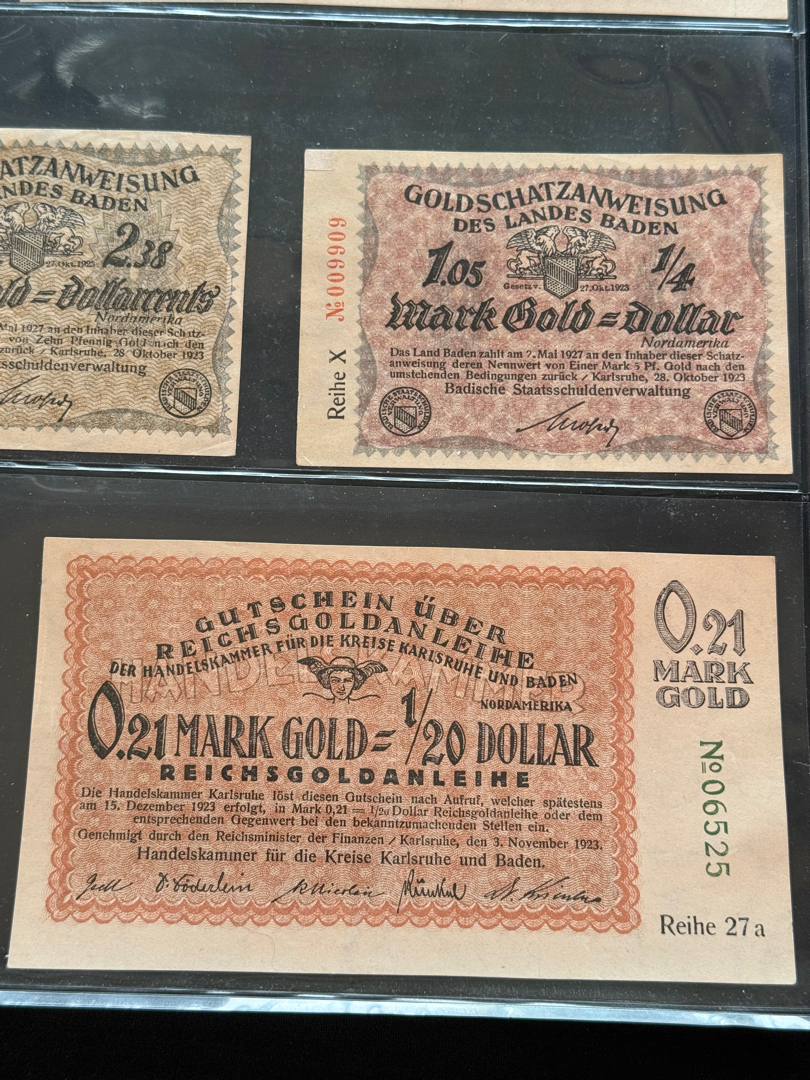 ATZANWEISUNG
NDES BADEN
2.38
27.Okt.1923
ld = Dollarcents
Nordamerika
Mai 1927 an den Inhaber dieser Schatz-
von Zehn Pfennig Gold nach den
zurück / Karlsruhe, 28. Oktober 1923
sschuldenverwaltung
GOLDSCHATZANWEISUNG
DES LANDES BADEN
1.05 1/4
Gesetz v. 27.Okt.1923
Mark Gold = Dollar
Nordamerika
Das Land Baden zahlt am 2. Mai 1927 an den Inhaber dieser Schatz-
anweisung deren Nennwert von Einer Mark 5 Pf. Gold nach den
umstehenden Bedingungen zurück / Karlsruhe, 28. Oktober 1923
Badische Staatsschuldenverwaltung
Reihe X № 009909
GUTSCHEIN ÜBER
REICHSGOLDANLEIHE
DER HANDELSKAMMER FÜR DIE KREISE KARLSRUHE UND BADEN
HANDELSKAMMER
NORDAMERIKA
0.21 MARK GOLD = 1/20 DOLLAR
REICHSGOLDANLEIHE
Die Handelskammer Karlsruhe löst diesen Gutschein nach Aufruf, welcher spätestens
am 15. Dezember 1923 erfolgt, in Mark 0,21 = 1/20 Dollar Reichsgoldanleihe oder dem
entsprechenden Gegenwert bei den bekanntzumachenden Stellen ein.
Genehmigt durch den Reichsminister der Finanzen / Karlsruhe, den 3. November 1923.
Handelskammer für die Kreise Karlsruhe und Baden.
0.21
MARK
GOLD
№ 06525
Reihe 27a